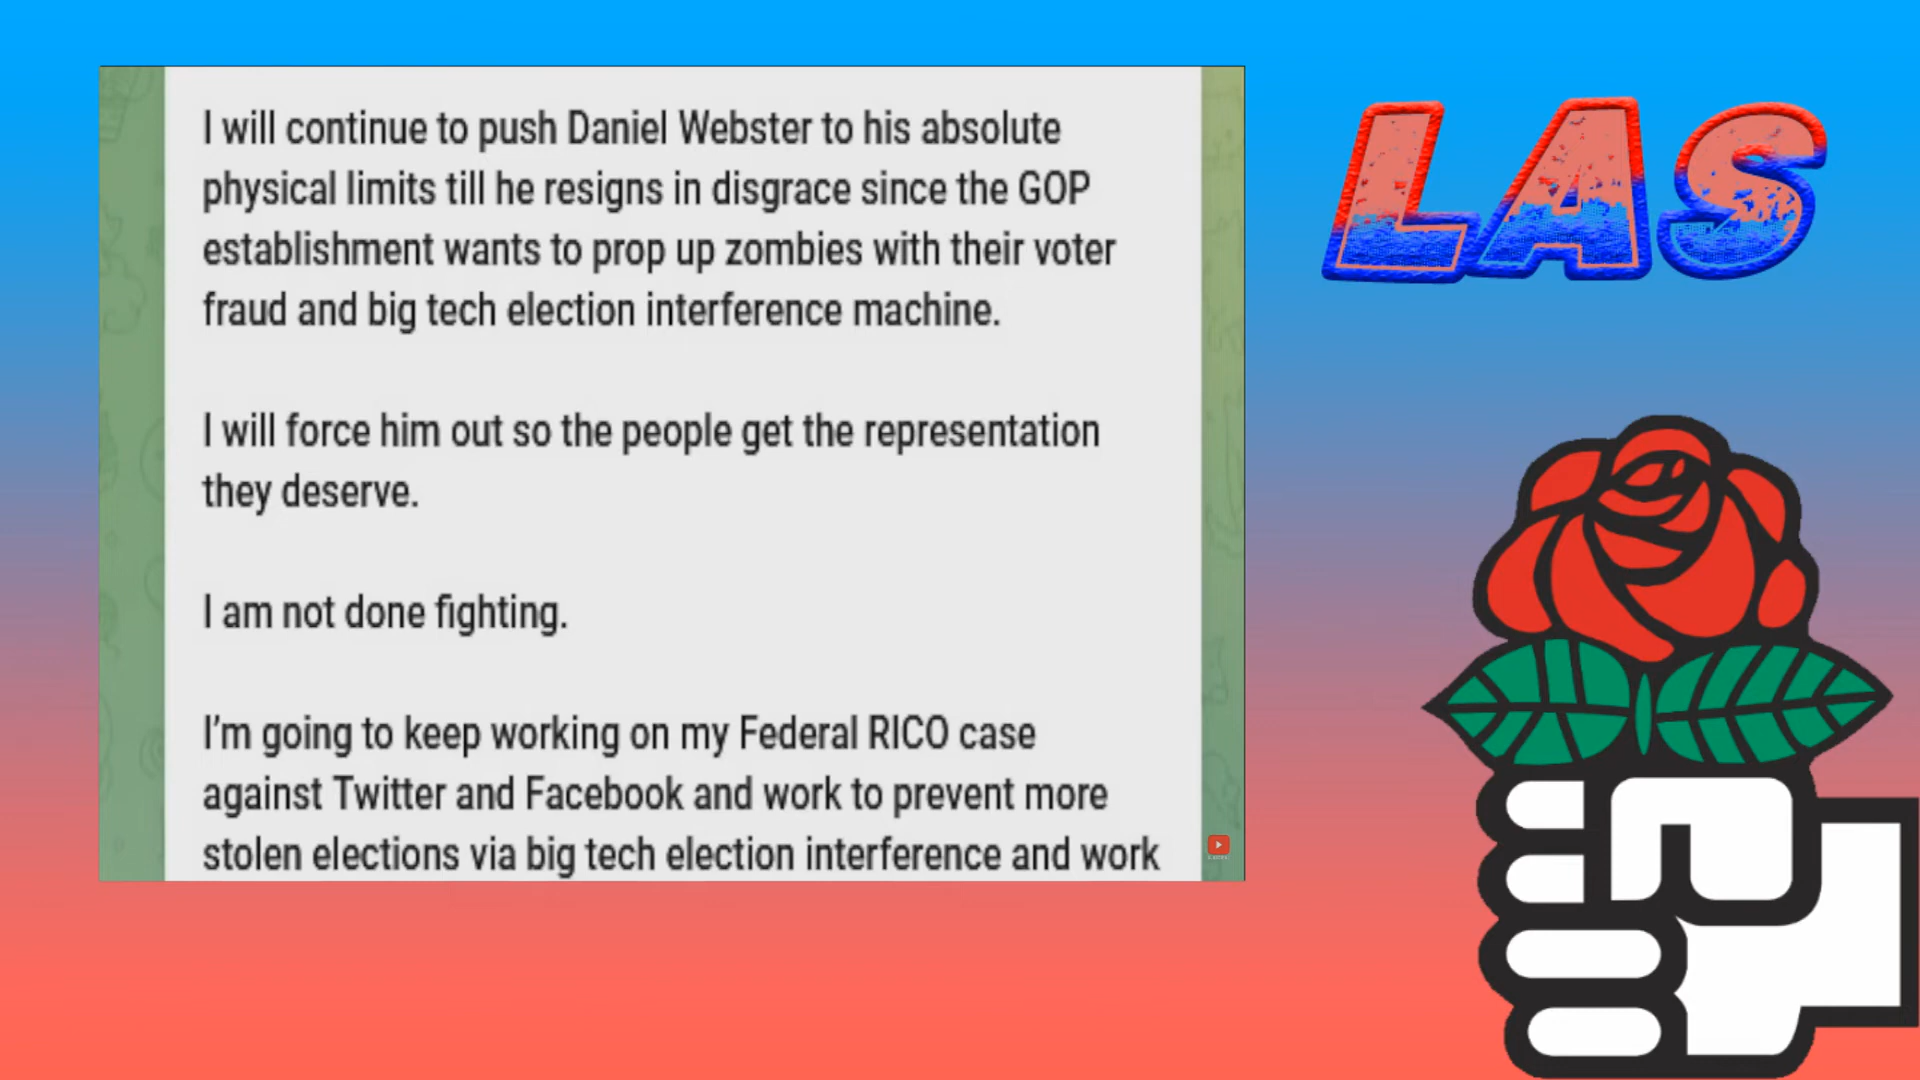 I will continue to push Daniel Webster to his absolute
physical limits till he resigns in disgrace since the GOP
establishment wants to prop up zombies with their voter
fraud and big tech election interference machine.
I will force him out so the people get the representation
they deserve.
I am not done fighting.
I'm going to keep working on my Federal RICO case
against Twitter and Facebook and work to prevent more
stolen elections via big tech election interference and work
LAS